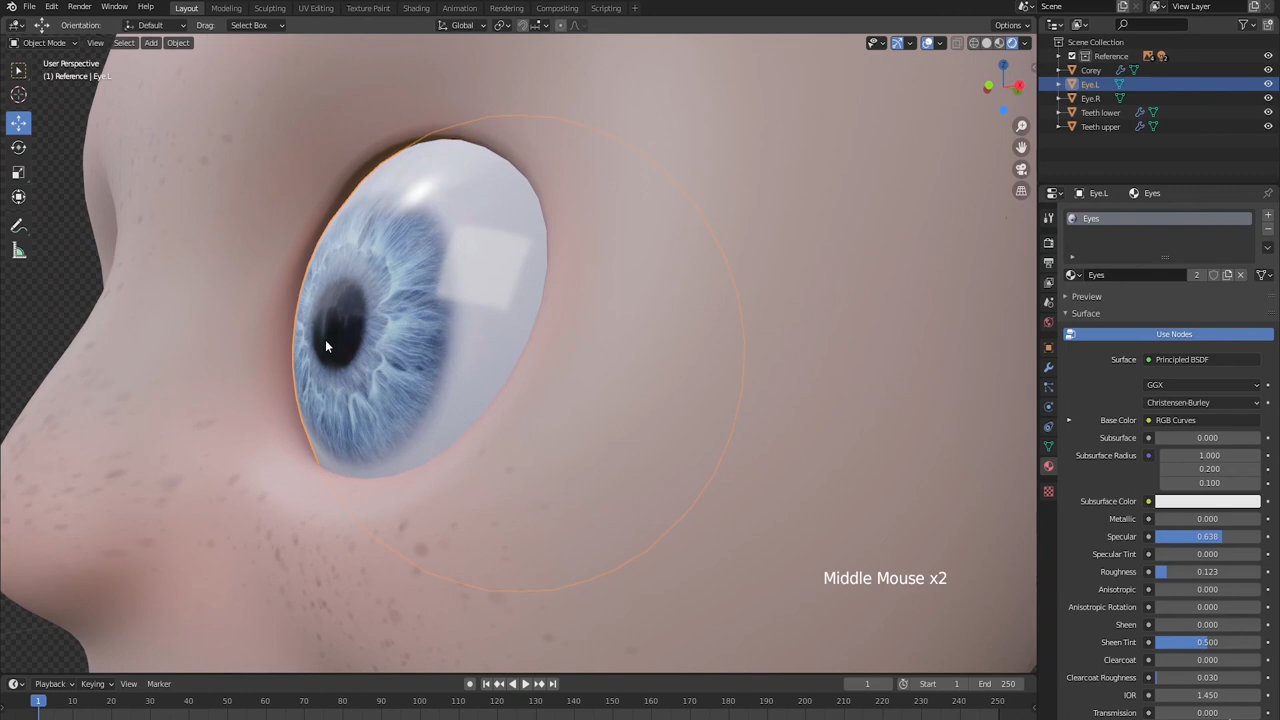 File Edit Render Window Help Layout Modeling Sculpting UV Editing Texture Paint Shading Animation Rendering Compositing Scripting + Scene View Layer
Orientation: Default Drag: Select Box Global Options
Object Mode View Select Add Object
User Perspective
(1) Reference | Eye.L
Scene Collection
Reference
Corey
Eye.L
Eye.R
Teeth lower
Teeth upper
Eye.L Eyes
Eyes
Eyes 2
Preview
Surface
Use Nodes
Surface Principled BSDF
GGX
Christensen-Burley
Base Color RGB Curves
Subsurface 0.000
Subsurface Radius 1.000
0.200
0.100
Subsurface Color
Metallic 0.000
Specular 0.638
Specular Tint 0.000
Roughness 0.123
Anisotropic 0.000
Anisotropic Rotation 0.000
Sheen 0.000
Sheen Tint 0.500
Clearcoat 0.000
Clearcoat Roughness 0.030
IOR 1.450
Transmission 0.000
Middle Mouse x2
Playback Keying View Marker 1 Start 1 End 250
1 10 20 30 40 50 60 70 80 90 100 110 120 130 140 150 160 170 180 190 200 210 220 230 240 250